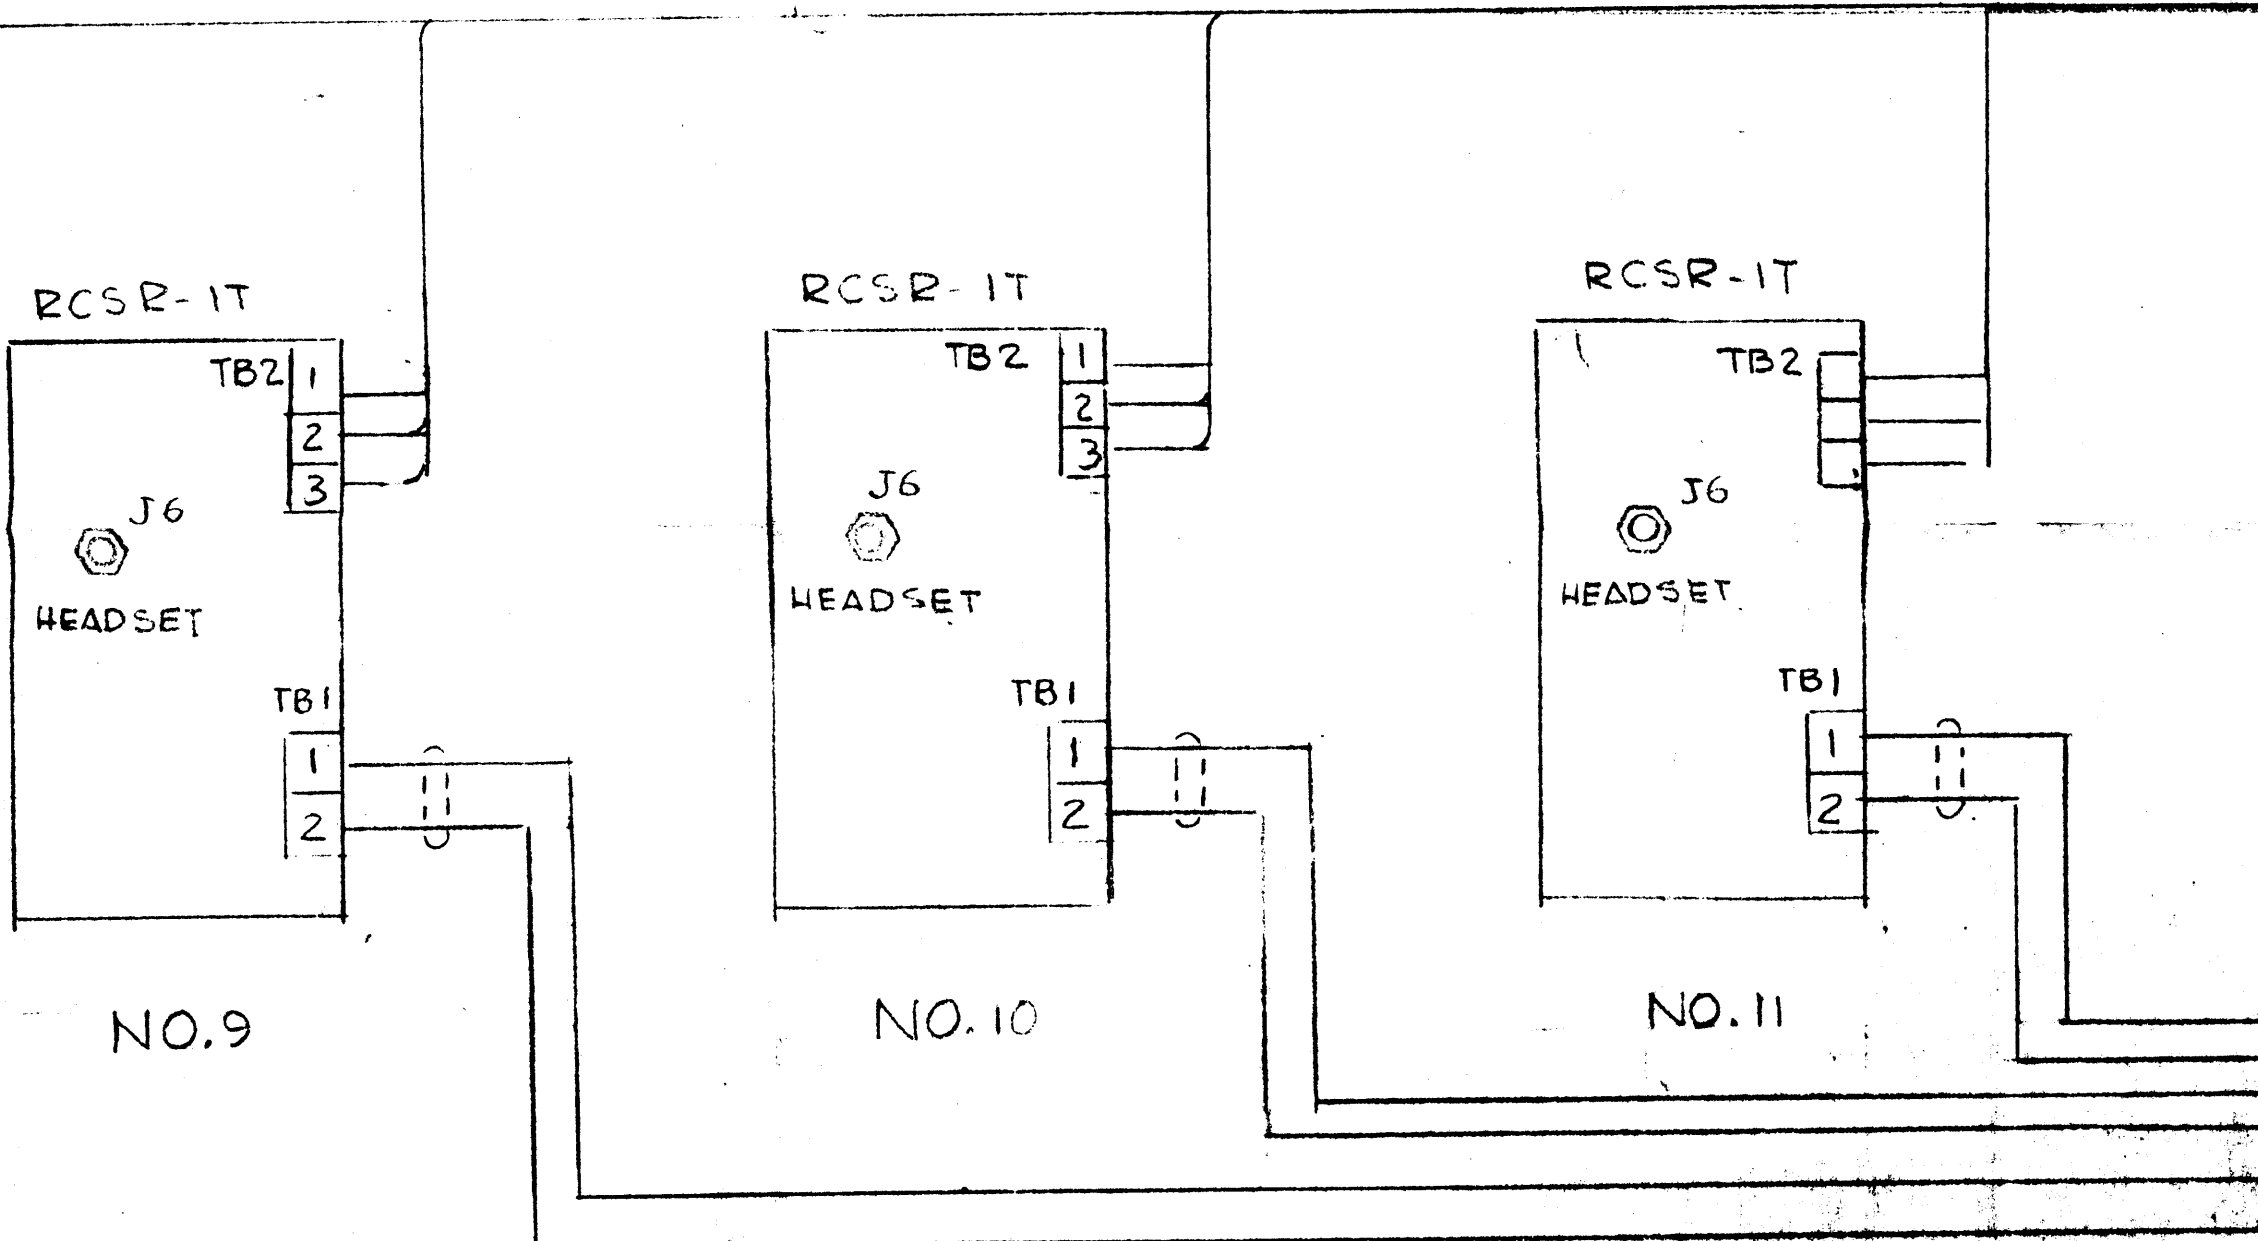 RCSR-1T
TB2
1
2
3
J6
HEADSET
TB1
1
2
NO.9
RCSR-1T
TB2
1
2
3
J6
HEADSET
TB1
1
2
NO.10
RCSR-1T
TB2
J6
HEADSET
TB1
1
2
NO.11